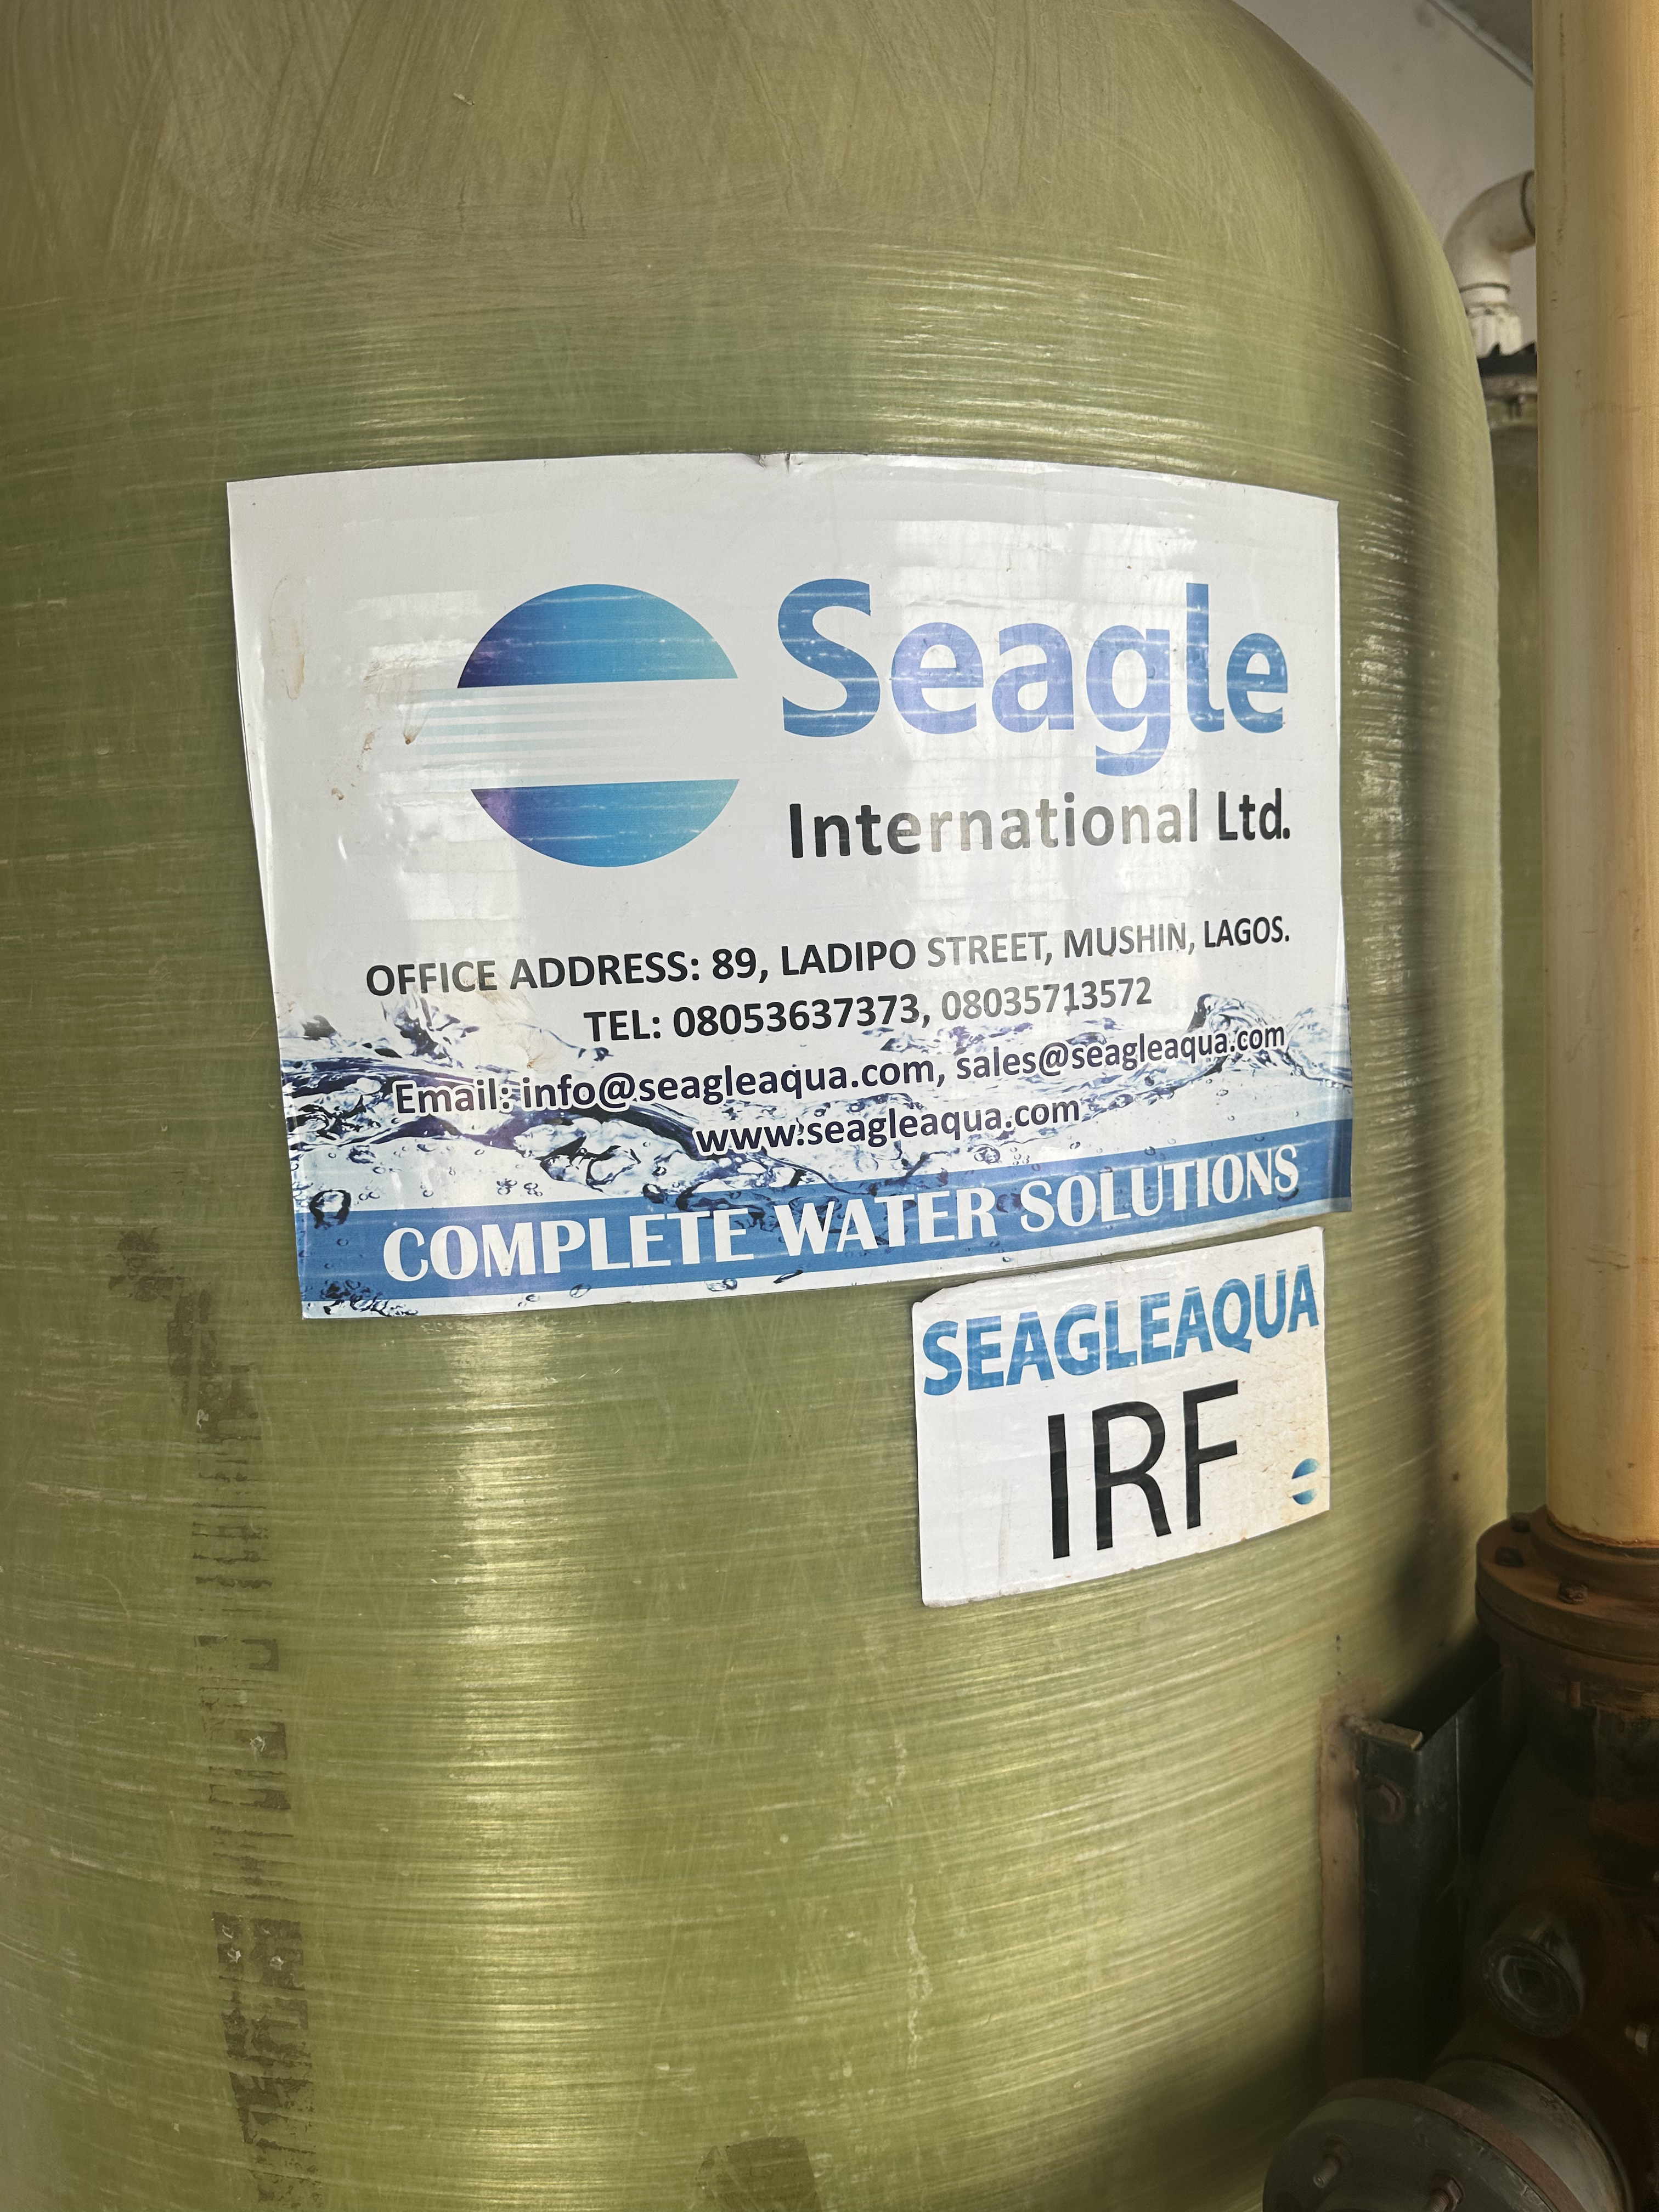 Seagle
International Ltd.
OFFICE ADDRESS: 89, LADIPO STREET, MUSHIN, LAGOS.
TEL: 08053637373, 08035713572
Email: info@seagleaqua.com, sales@seagleaqua.com
www.seagleaqua.com
COMPLETE WATER SOLUTIONS
SEAGLEAQUA
IRF